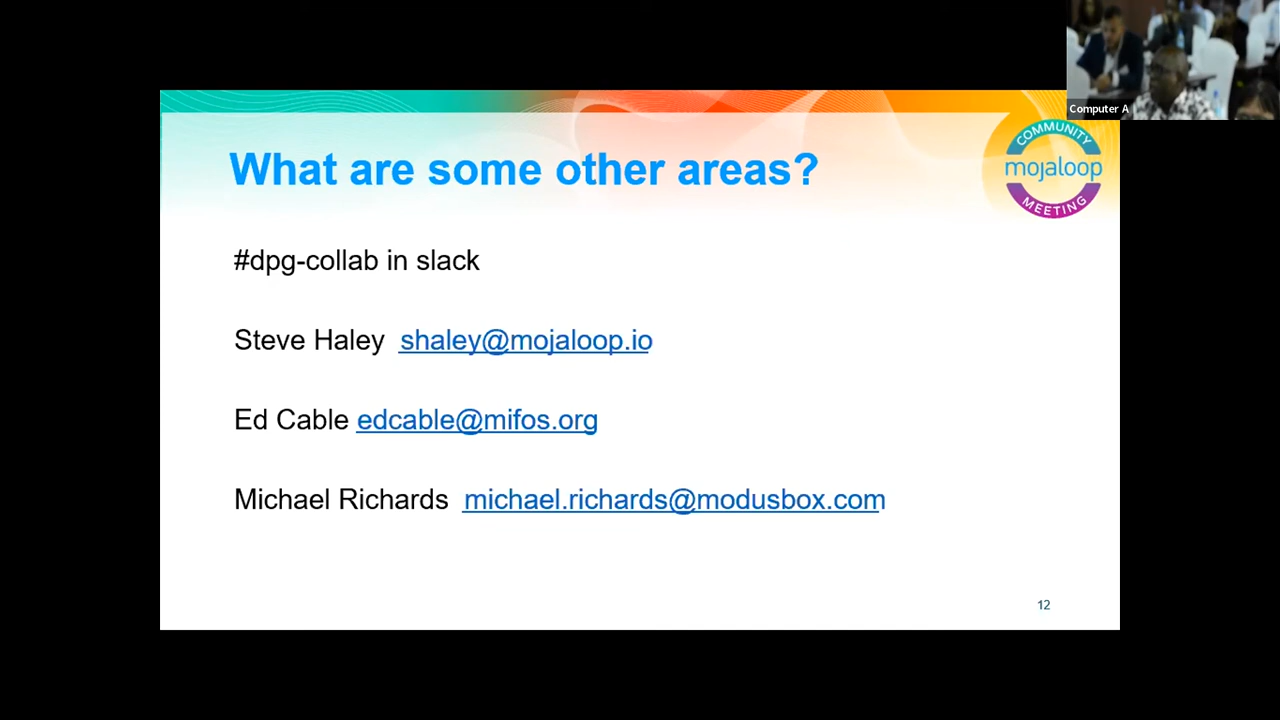 Computer A
COMMUNITY
mojaloop
MEETING
What are some other areas?
#dpg-collab in slack
Steve Haley shaley@mojaloop.io
Ed Cable edcable@mifos.org
Michael Richards michael.richards@modusbox.com
12